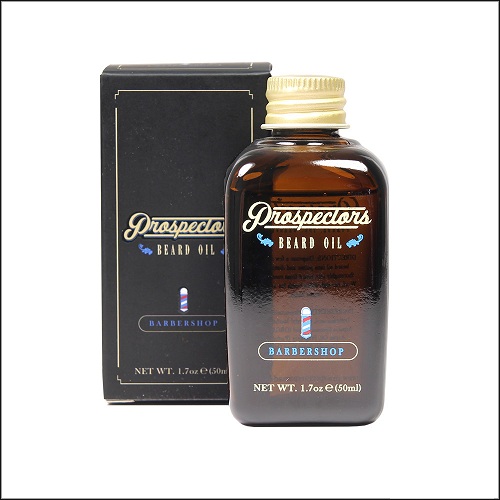 Prospectors
BEARD OIL
BARBERSHOP
NET WT. 1.7oz ℮ (50ml
Prospectors
BEARD OIL
BARBERSHOP
NET WT. 1.7oz ℮ (50ml)